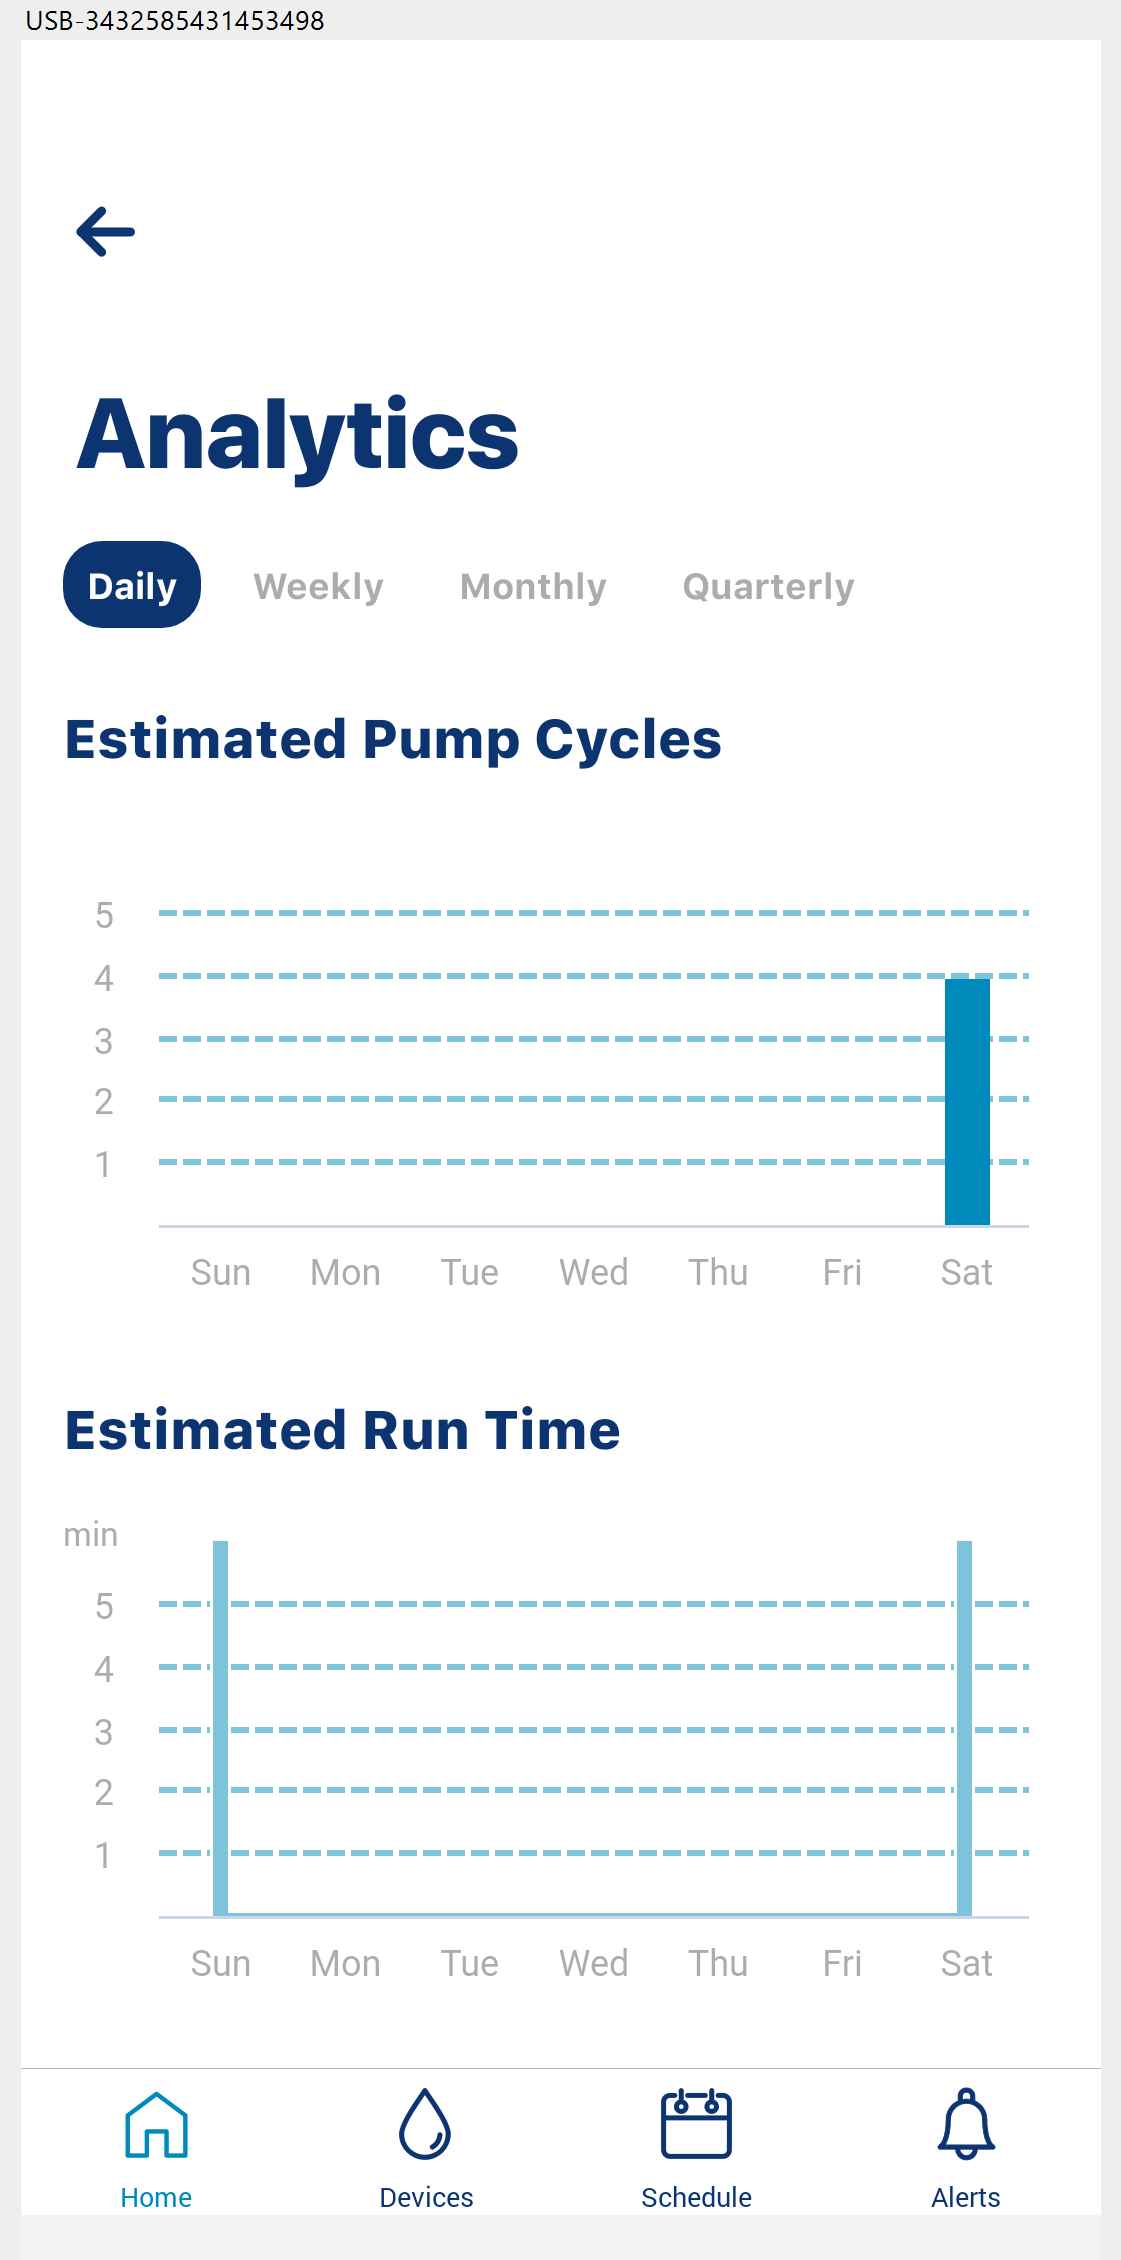 USB-3432585431453498
Analytics
Daily Weekly Monthly Quarterly
Estimated Pump Cycles
5
4
3
2
1
Sun Mon Tue Wed Thu Fri Sat
Estimated Run Time
min
5
4
3
2
1
Sun Mon Tue Wed Thu Fri Sat
Home Devices Schedule Alerts